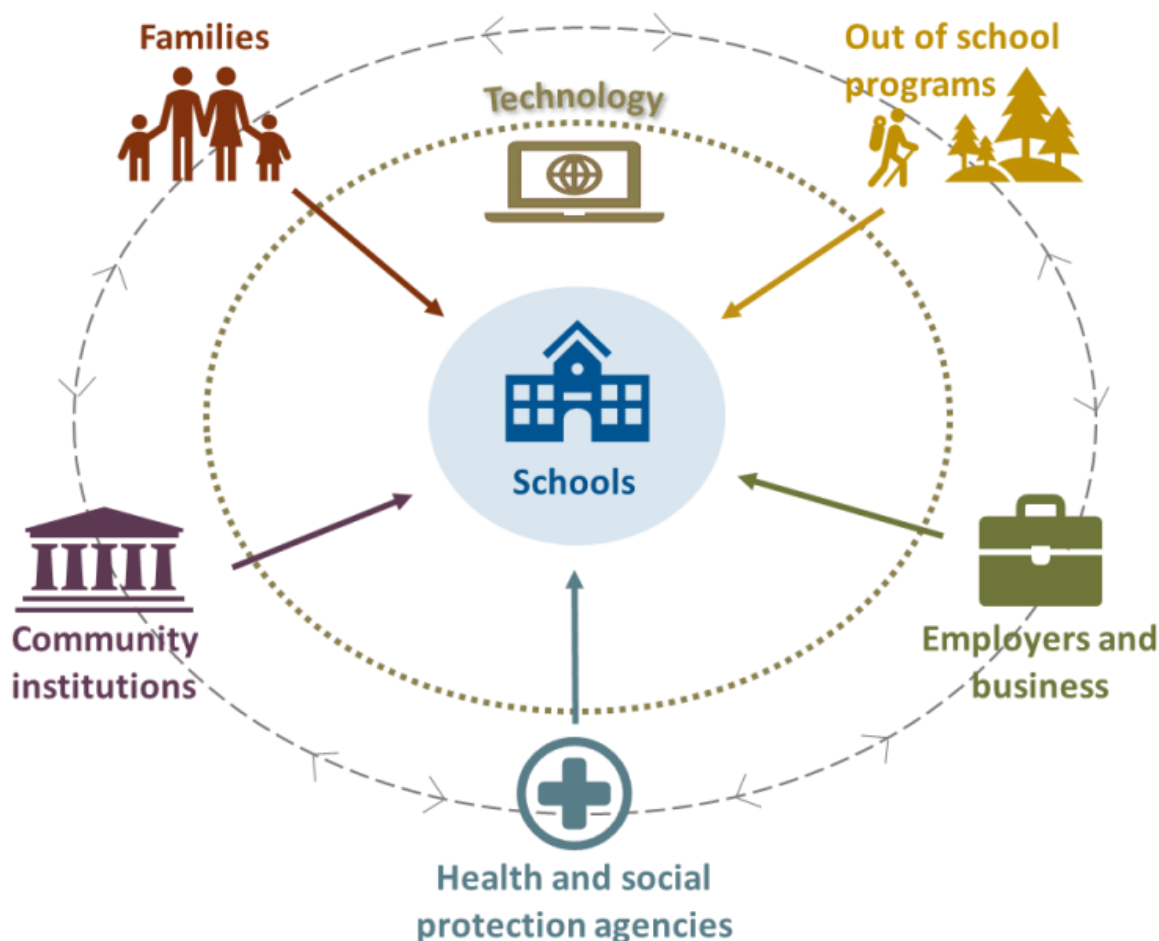 Families
Out of school
programs
Technology
Schools
Community
institutions
Employers and
business
Health and social
protection agencies